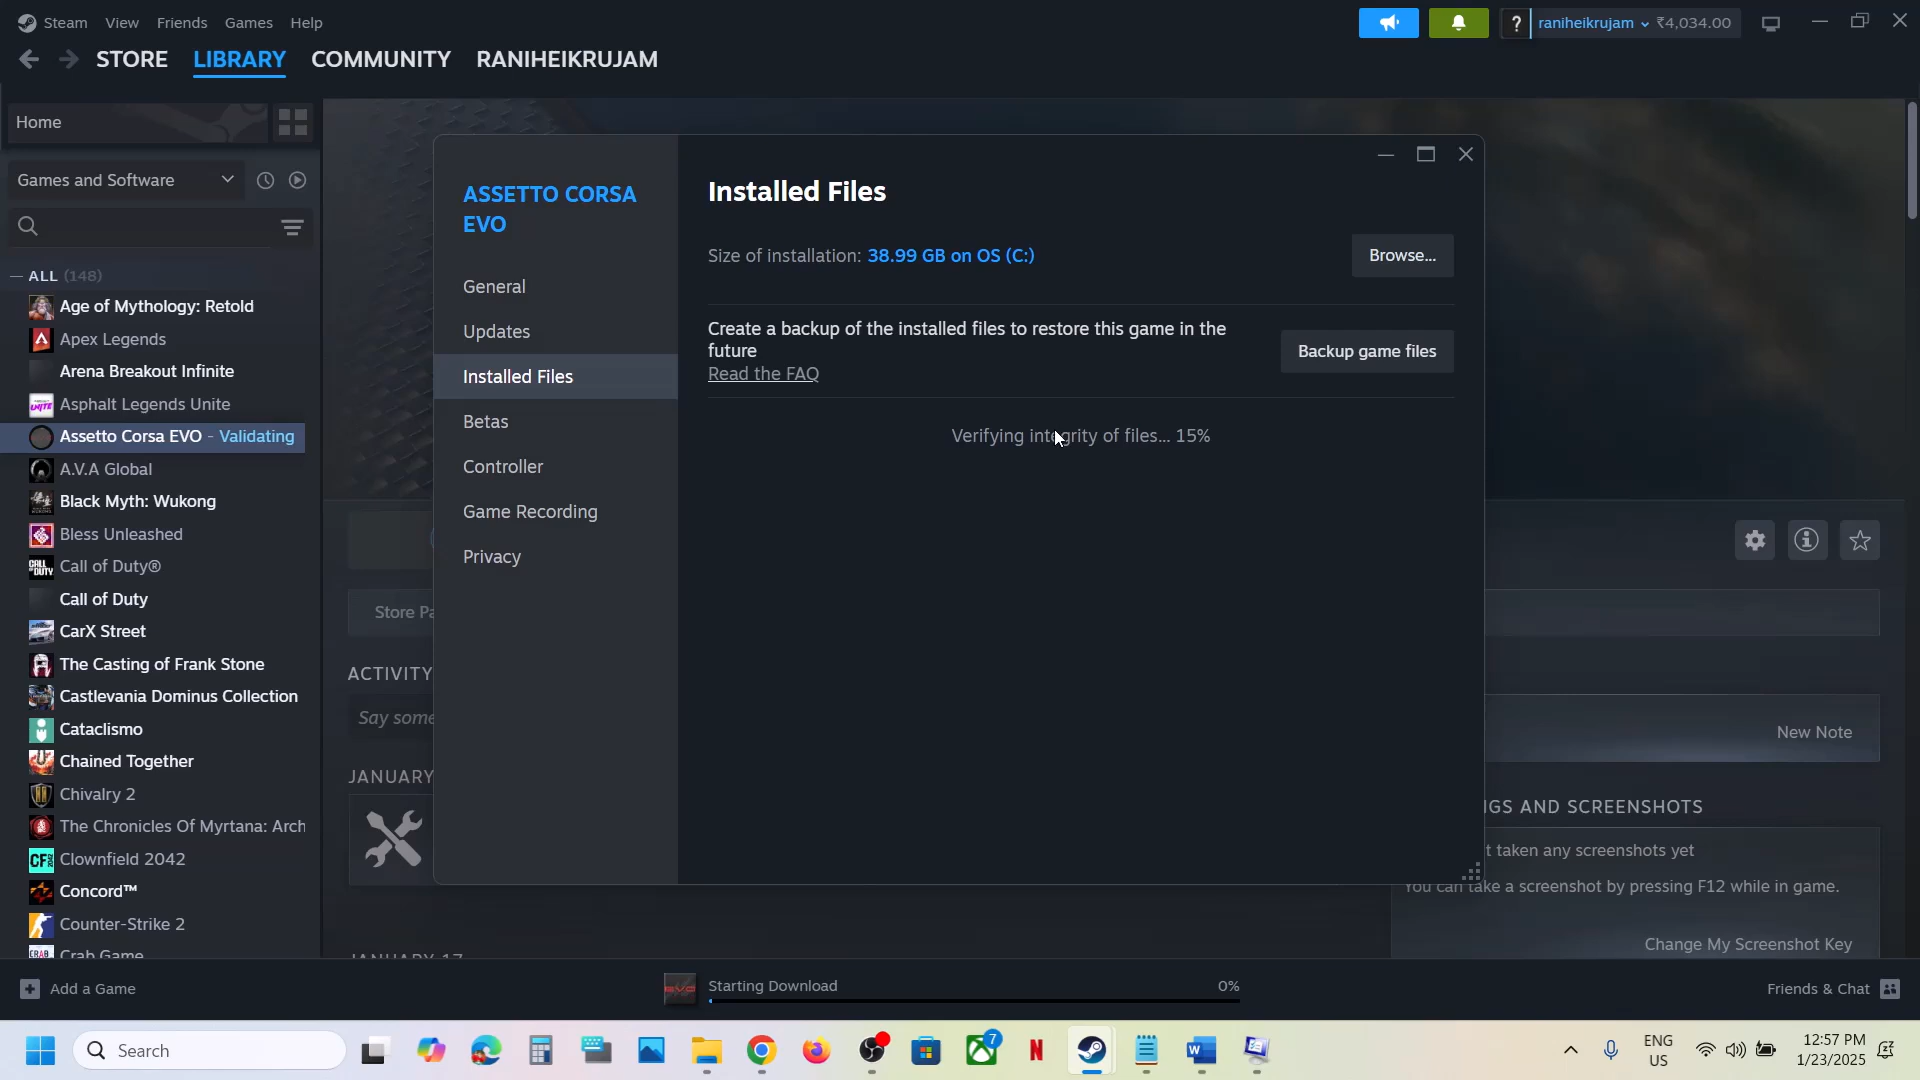 Steam View Friends Games Help
? raniheikrujam ₹4,034.00
STORE LIBRARY COMMUNITY RANIHEIKRUJAM
Home
Games and Software
ALL (148)
Age of Mythology: Retold
Apex Legends
Arena Breakout Infinite
Asphalt Legends Unite
Assetto Corsa EVO - Validating
A.V.A Global
Black Myth: Wukong
Bless Unleashed
Call of Duty®
Call of Duty
CarX Street
The Casting of Frank Stone
Castlevania Dominus Collection
Cataclismo
Chained Together
Chivalry 2
The Chronicles Of Myrtana: Arch
Clownfield 2042
Concord™
Counter-Strike 2
Crab Game
Add a Game
ASSETTO CORSA
EVO
General
Updates
Installed Files
Betas
Controller
Game Recording
Privacy
Installed Files
Size of installation: 38.99 GB on OS (C:)
Browse...
Create a backup of the installed files to restore this game in the
future
Read the FAQ
Backup game files
Verifying integrity of files... 15%
Store Pa
ACTIVITY
Say some
JANUARY
JANUARY 17
New Note
NGS AND SCREENSHOTS
t taken any screenshots yet
You can take a screenshot by pressing F12 while in game.
Change My Screenshot Key
Starting Download 0%
Friends & Chat
Search
7
ENG
US
12:57 PM
1/23/2025